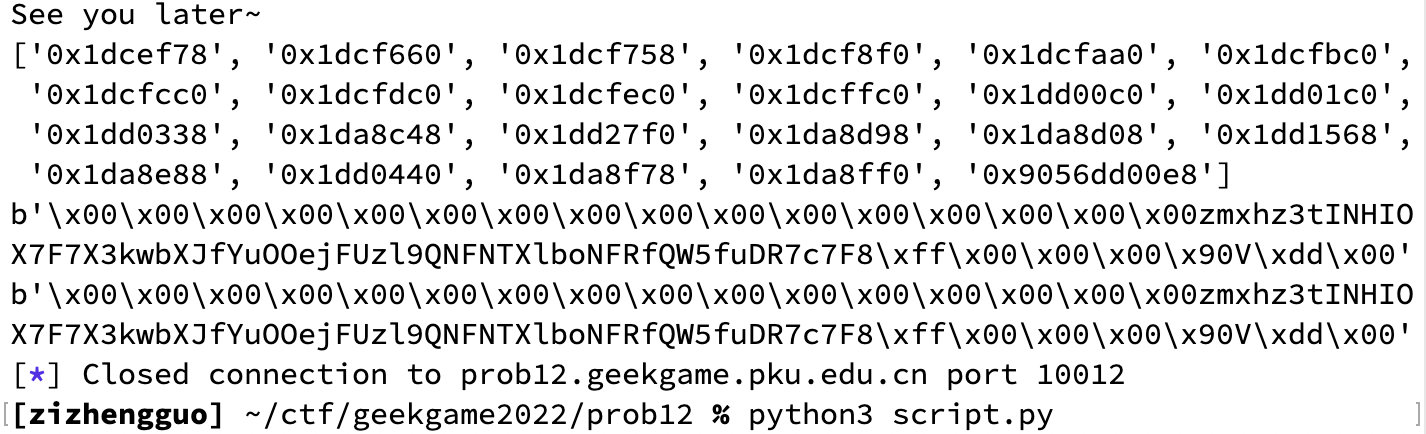 See you later~
['0x1dcef78', '0x1dcf660', '0x1dcf758', '0x1dcf8f0', '0x1dcfaa0', '0x1dcfbc0',
'0x1dcfcc0', '0x1dcfdc0', '0x1dcfec0', '0x1dcffc0', '0x1dd00c0', '0x1dd01c0',
'0x1dd0338', '0x1da8c48', '0x1dd27f0', '0x1da8d98', '0x1da8d08', '0x1dd1568',
'0x1da8e88', '0x1dd0440', '0x1da8f78', '0x1da8ff0', '0x9056dd00e8']
b'\x00\x00\x00\x00\x00\x00\x00\x00\x00\x00\x00\x00\x00\x00\x00zmxhz3tINHIO
X7F7X3kwbXJfYuOOejFUzl9QNFNTXlboNFRfQW5fuDR7c7F8\xff\x00\x00\x00\x90V\xdd\x00'
b'\x00\x00\x00\x00\x00\x00\x00\x00\x00\x00\x00\x00\x00\x00\x00zmxhz3tINHIO
X7F7X3kwbXJfYuOOejFUzl9QNFNTXlboNFRfQW5fuDR7c7F8\xff\x00\x00\x00\x90V\xdd\x00'
[*] Closed connection to prob12.geekgame.pku.edu.cn port 10012
[[zizhengguo] ~/ctf/geekgame2022/prob12 % python3 script.py ]